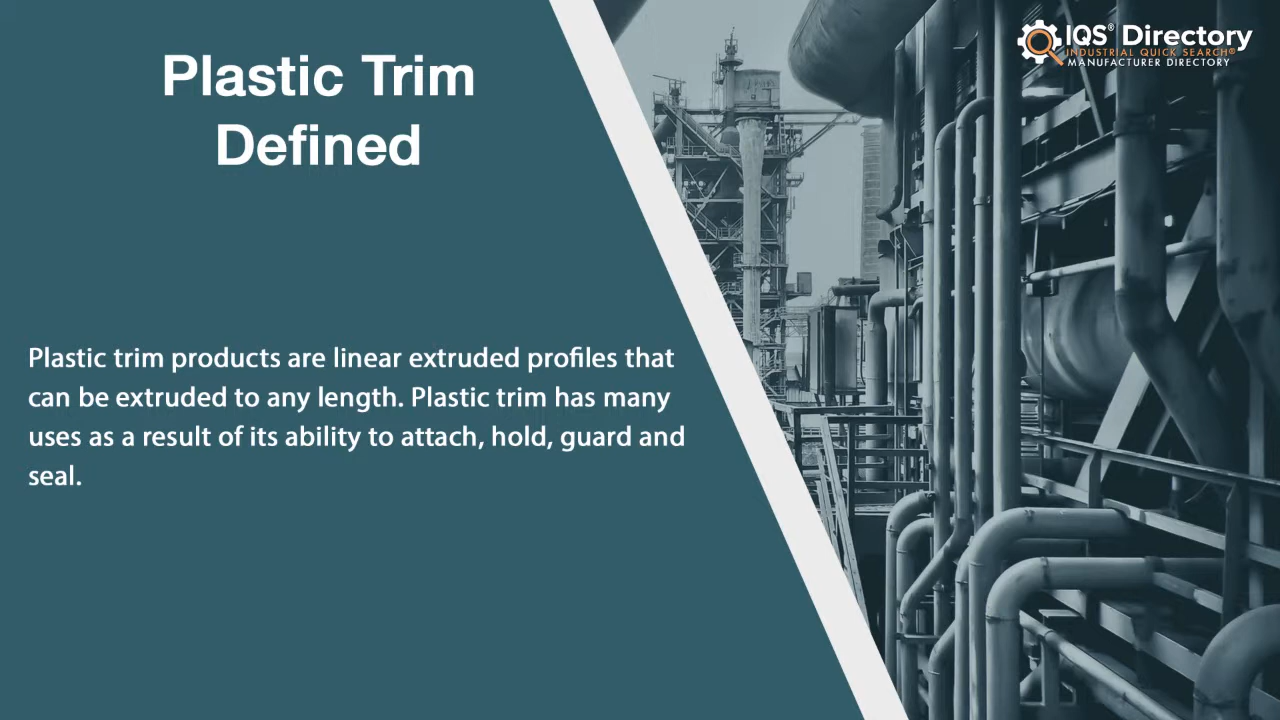 Plastic Trim
Defined
IQS® Directory
INDUSTRIAL QUICK SEARCH®
MANUFACTURER DIRECTORY
Plastic trim products are linear extruded profiles that
can be extruded to any length. Plastic trim has many
uses as a result of its ability to attach, hold, guard and
seal.